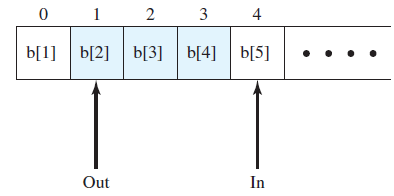 0 1 2 3 4
b[1] b[2] b[3] b[4] b[5] • • • •
Out In